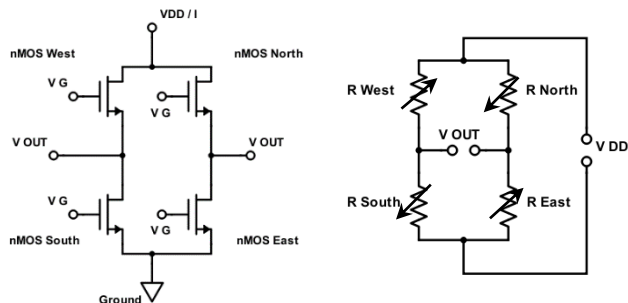 VDD / I
nMOS West
nMOS North
V G
V G
V OUT
V OUT
V G
V G
nMOS South
nMOS East
Ground
R West
R North
V OUT
V DD
R South
R East